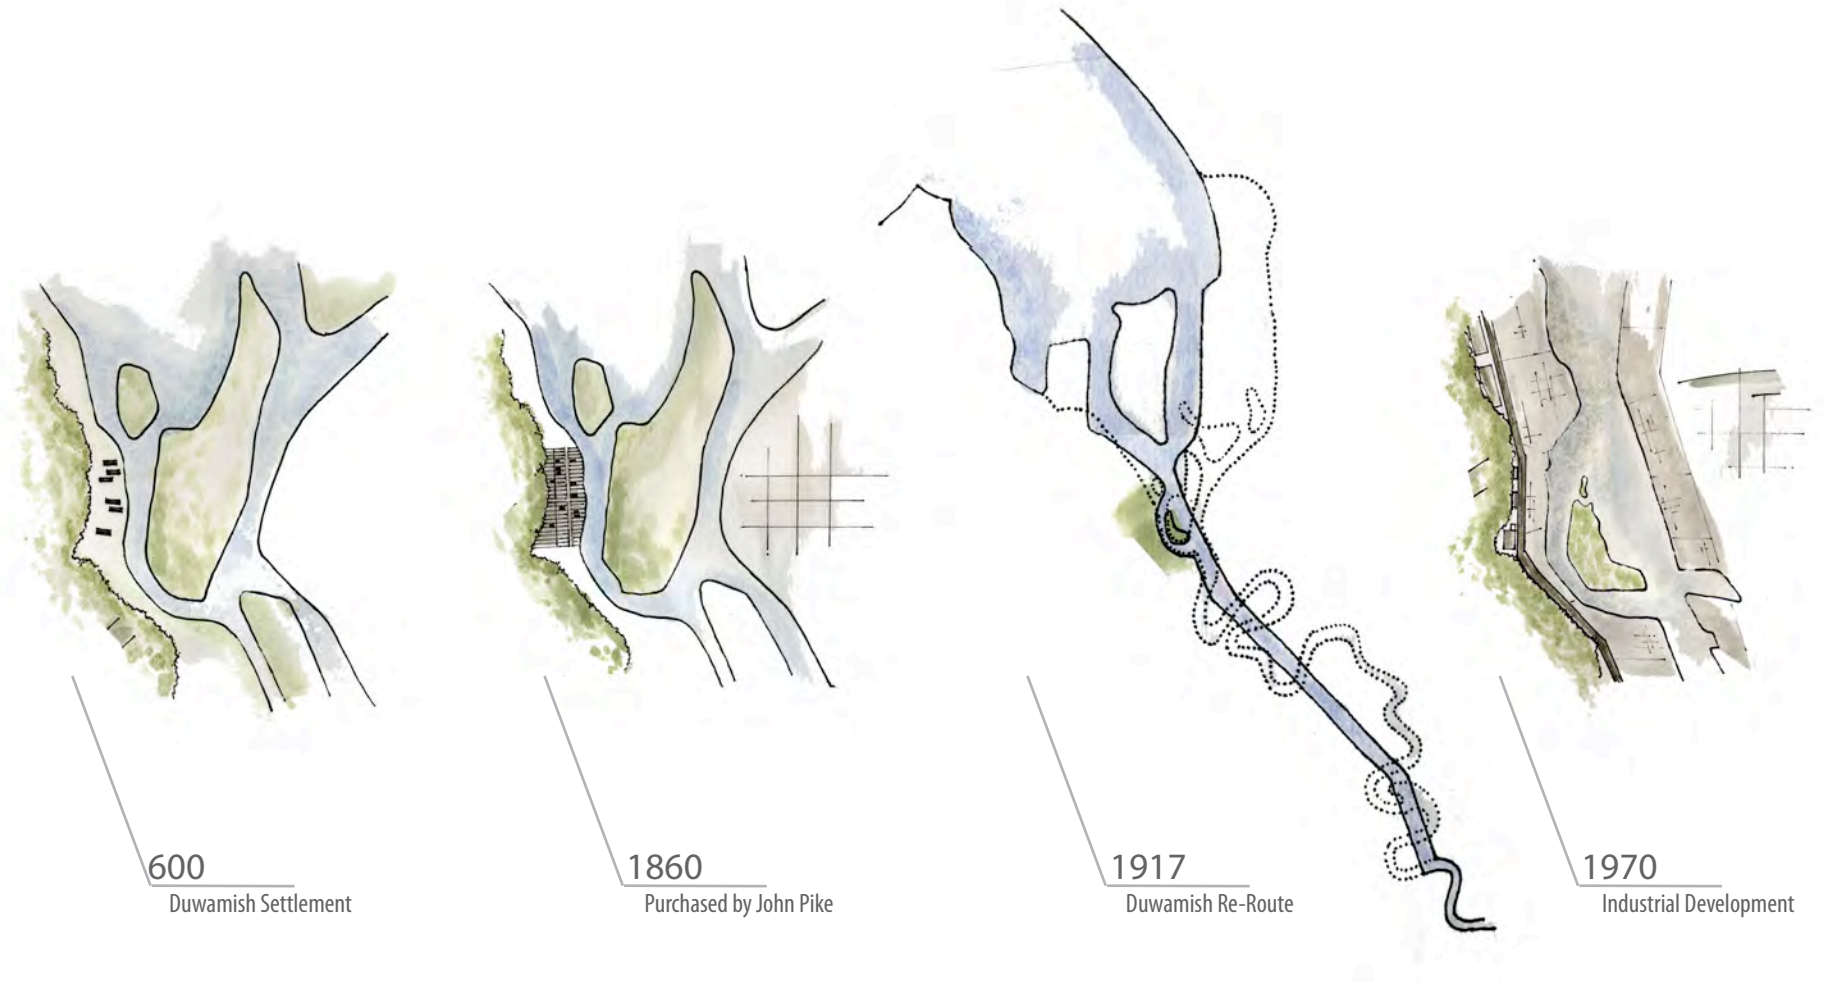 600
Duwamish Settlement
1860
Purchased by John Pike
1917
Duwamish Re-Route
1970
Industrial Development